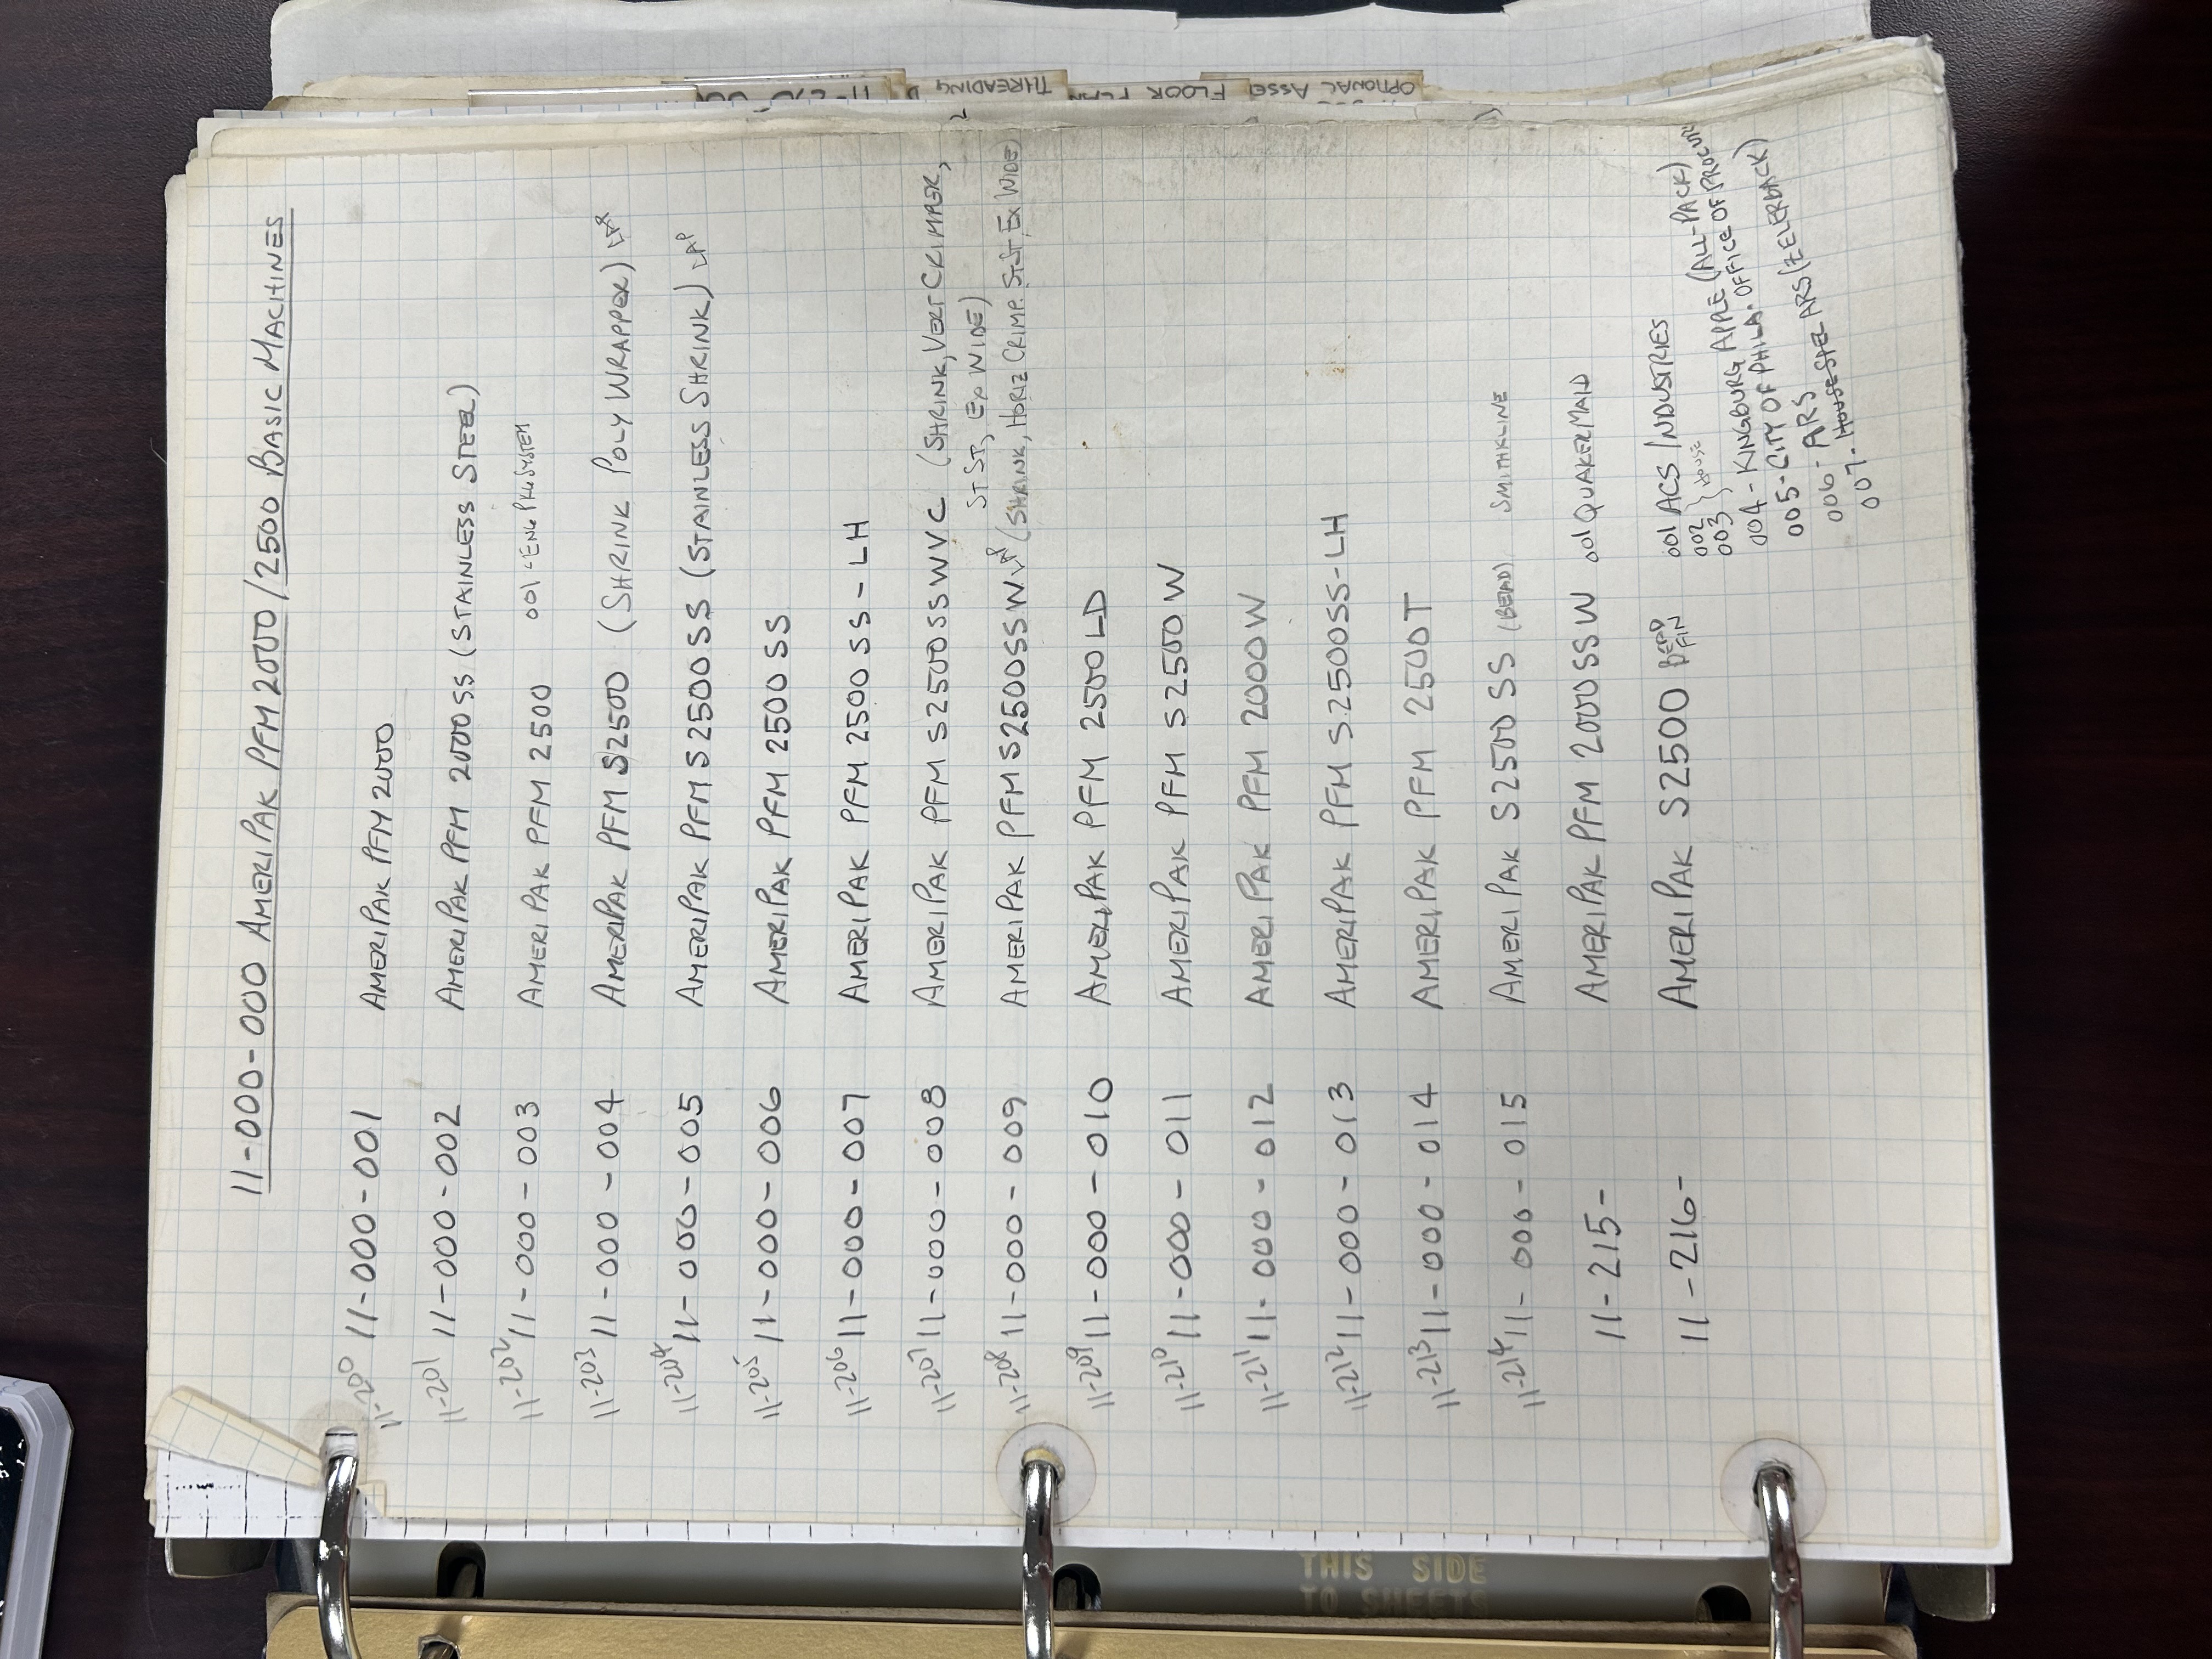 11-000-000 AMERIPAK PFM 2000/2500 BASIC MACHINES
11-200 11-000-001 AMERIPAK PFM 2000
11-201 11-000-002 AMERIPAK PFM 2000SS (STAINLESS STEEL)
11-202 11-000-003 AMERIPAK PFM 2500 001 - ENG PKG SYSTEM
11-203 11-000-004 AMERIPAK PFM S2500 (SHRINK POLY WRAPPER) LAP
11-204 11-000-005 AMERIPAK PFM S2500SS (STAINLESS SHRINK) LAP
11-205 11-000-006 AMERIPAK PFM 2500 SS
11-206 11-000-007 AMERIPAK PFM 2500 SS-LH
11-207 11-000-008 AMERIPAK PFM S2500SSWVC (SHRINK, VERT CRIMPER,
ST ST, EX WIDE)
11-208 11-000-009 AMERIPAK PFM S2500SSW LAP (SHRINK, HORIZ CRIMP. ST ST, EX WIDE)
11-209 11-000-010 AMERIPAK PFM 2500LD
11-210 11-000-011 AMERIPAK PFM S2500W
11-211 11-000-012 AMERIPAK PFM 2000W
11-212 11-000-013 AMERIPAK PFM S2500SS-LH
11-213 11-000-014 AMERIPAK PFM 2500T
11-214 11-000-015 AMERIPAK S2500 SS (BEAD) SMITHKLINE
11-215- AMERIPAK PFM 2000SSW 001 QUAKERMAID
11-216- AMERIPAK S2500 BEAD FIN 001 ACS INDUSTRIES
002
003 } HOUSE
004 - KINGBURG APPLE (ALL-PACK)
005 - CITY OF PHILA. OFFICE OF PROCUR
006 - ARS
007 - HOUSE SPEC ARS (ZELERBACK)
THIS SIDE
TO SHEETS
THREADING D
OPTIONAL ASSEM FLOOR PLAN